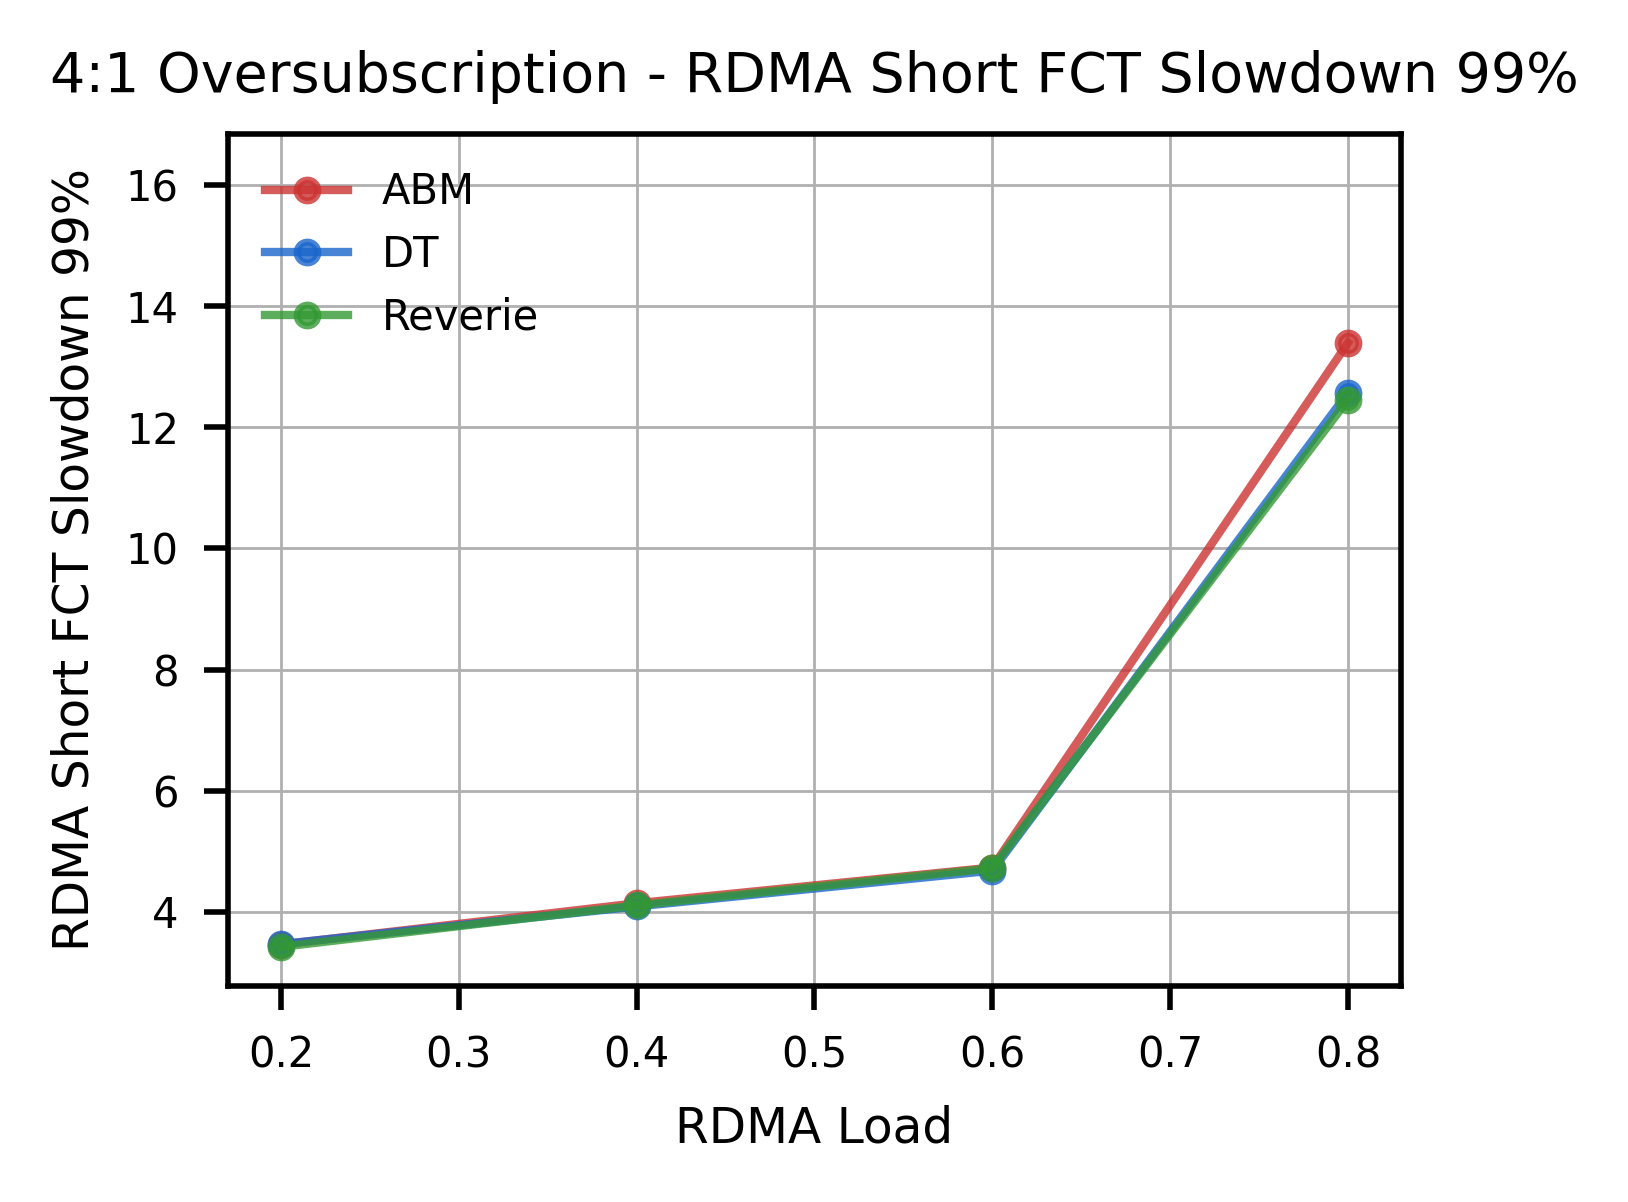 4:1 Oversubscription - RDMA Short FCT Slowdown 99%
RDMA Short FCT Slowdown 99%
16
14
12
10
8
6
4
ABM
DT
Reverie
0.2 0.3 0.4 0.5 0.6 0.7 0.8
RDMA Load